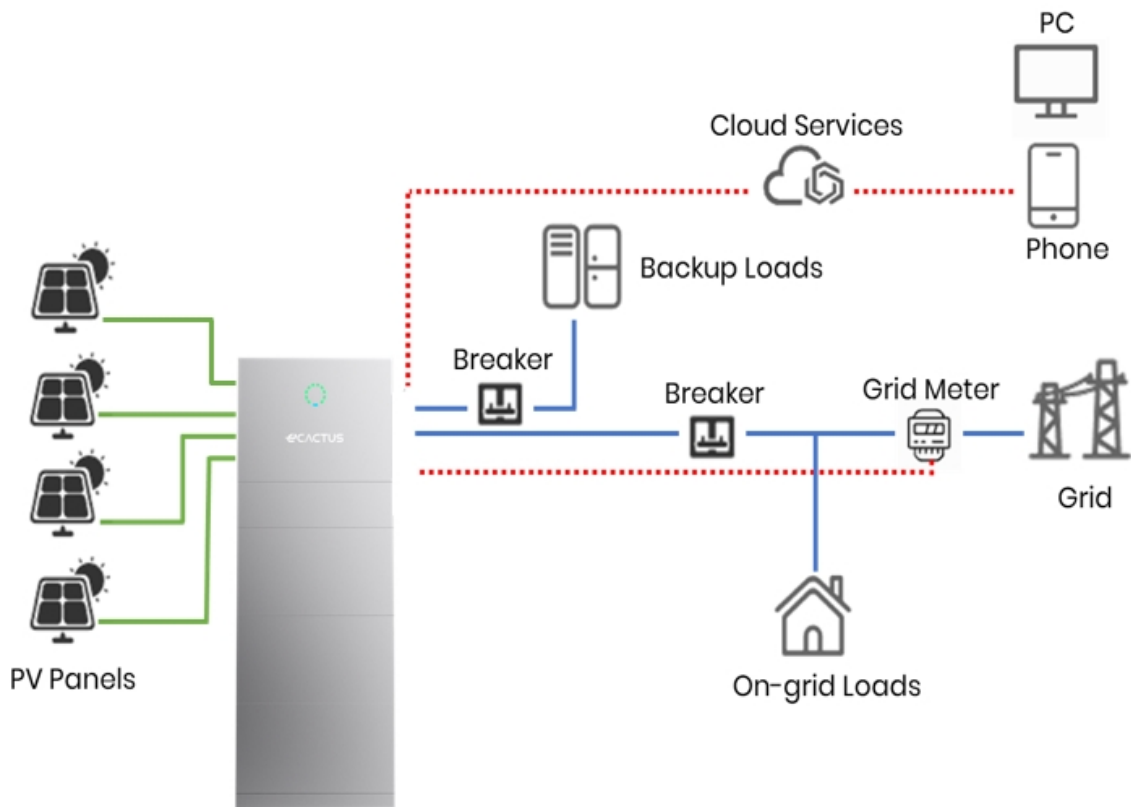 PC
Cloud Services
Phone
Backup Loads
Breaker
Breaker
Grid Meter
eCACTUS
Grid
PV Panels
On-grid Loads